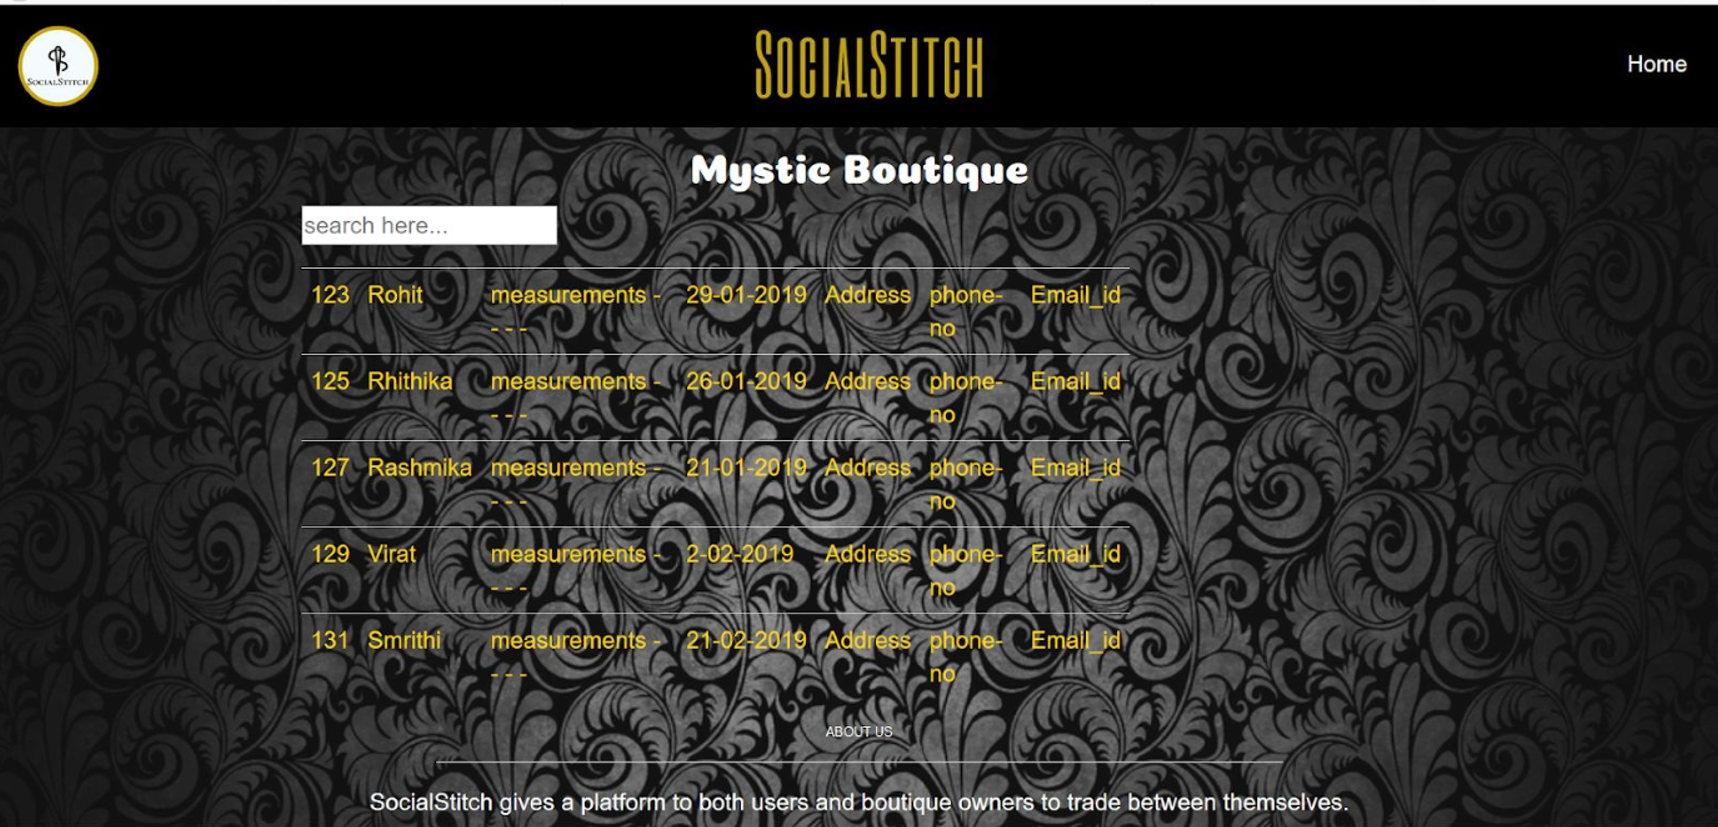 SOCIALSTITCH
SOCIALSTITCH
Home
Mystic Boutique
search here...
123 Rohit measurements - 29-01-2019 Address phone- Email_id
- - - no
125 Rhithika measurements - 26-01-2019 Address phone- Email_id
- - - no
127 Rashmika measurements - 21-01-2019 Address phone- Email_id
- - - no
129 Virat measurements - 2-02-2019 Address phone- Email_id
- - - no
131 Smrithi measurements - 21-02-2019 Address phone- Email_id
- - - no
ABOUT US
SocialStitch gives a platform to both users and boutique owners to trade between themselves.